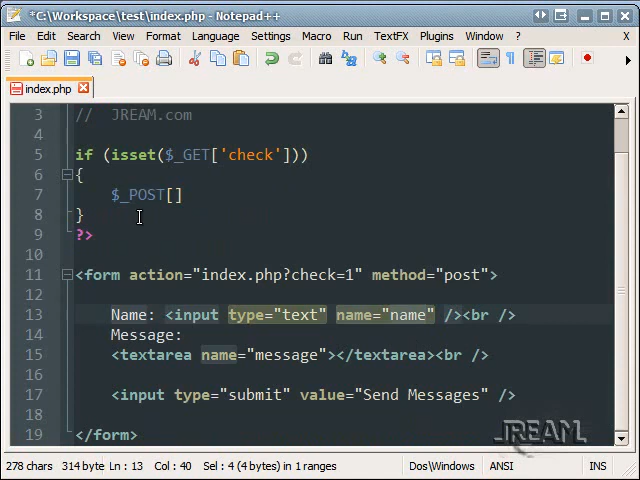 *C:\Workspace\test\index.php - Notepad++
File Edit Search View Format Language Settings Macro Run TextFX Plugins Window ? X
index.php
3 // JREAM.com
4
5 if (isset($_GET['check']))
6 {
7 $_POST[]
8 }
9 ?>
10
11 <form action="index.php?check=1" method="post">
12
13 Name: <input type="text" name="name" /><br />
14 Message:
15 <textarea name="message"></textarea><br />
16
17 <input type="submit" value="Send Messages" />
18
19 </form>
JREAM
278 chars 314 byte Ln : 13 Col : 40 Sel : 4 (4 bytes) in 1 ranges Dos\Windows ANSI INS